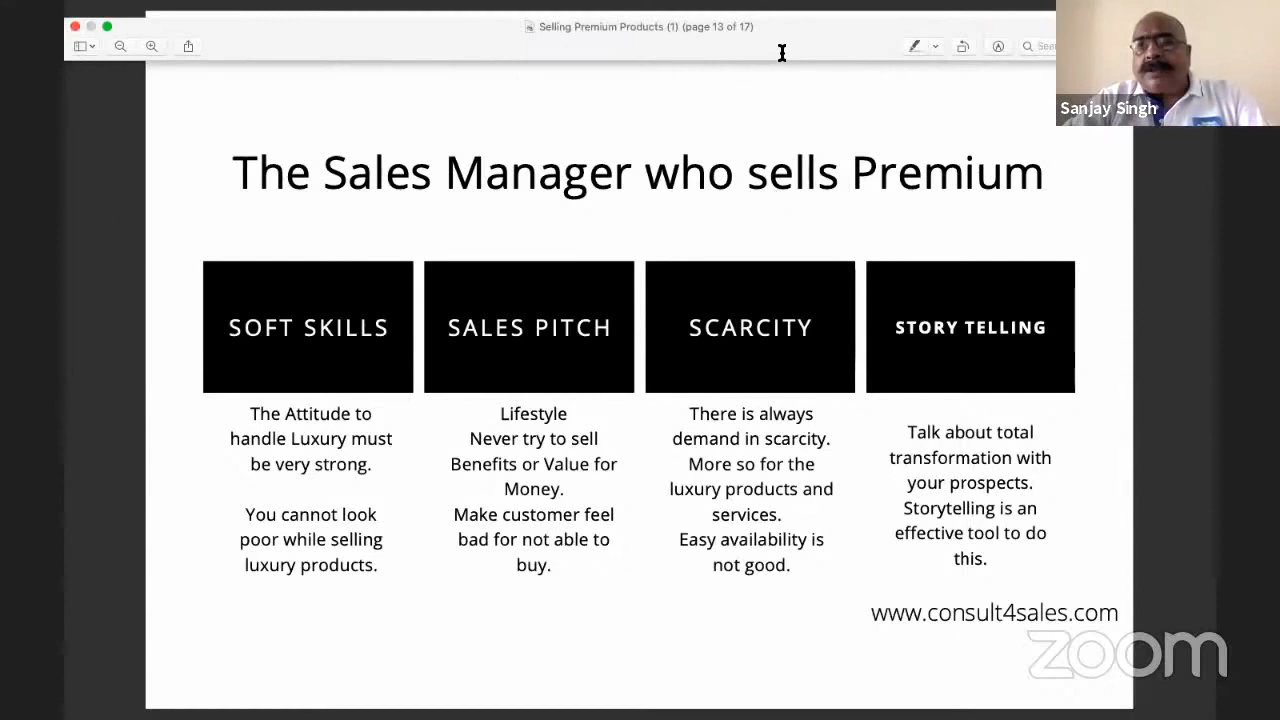 Selling Premium Products (1) (page 13 of 17)
Sanjay Singh
The Sales Manager who sells Premium
SOFT SKILLS
The Attitude to
handle Luxury must
be very strong.
You cannot look
poor while selling
luxury products.
SALES PITCH
Lifestyle
Never try to sell
Benefits or Value for
Money.
Make customer feel
bad for not able to
buy.
SCARCITY
There is always
demand in scarcity.
More so for the
luxury products and
services.
Easy availability is
not good.
STORY TELLING
Talk about total
transformation with
your prospects.
Storytelling is an
effective tool to do
this.
www.consult4sales.com
zoom